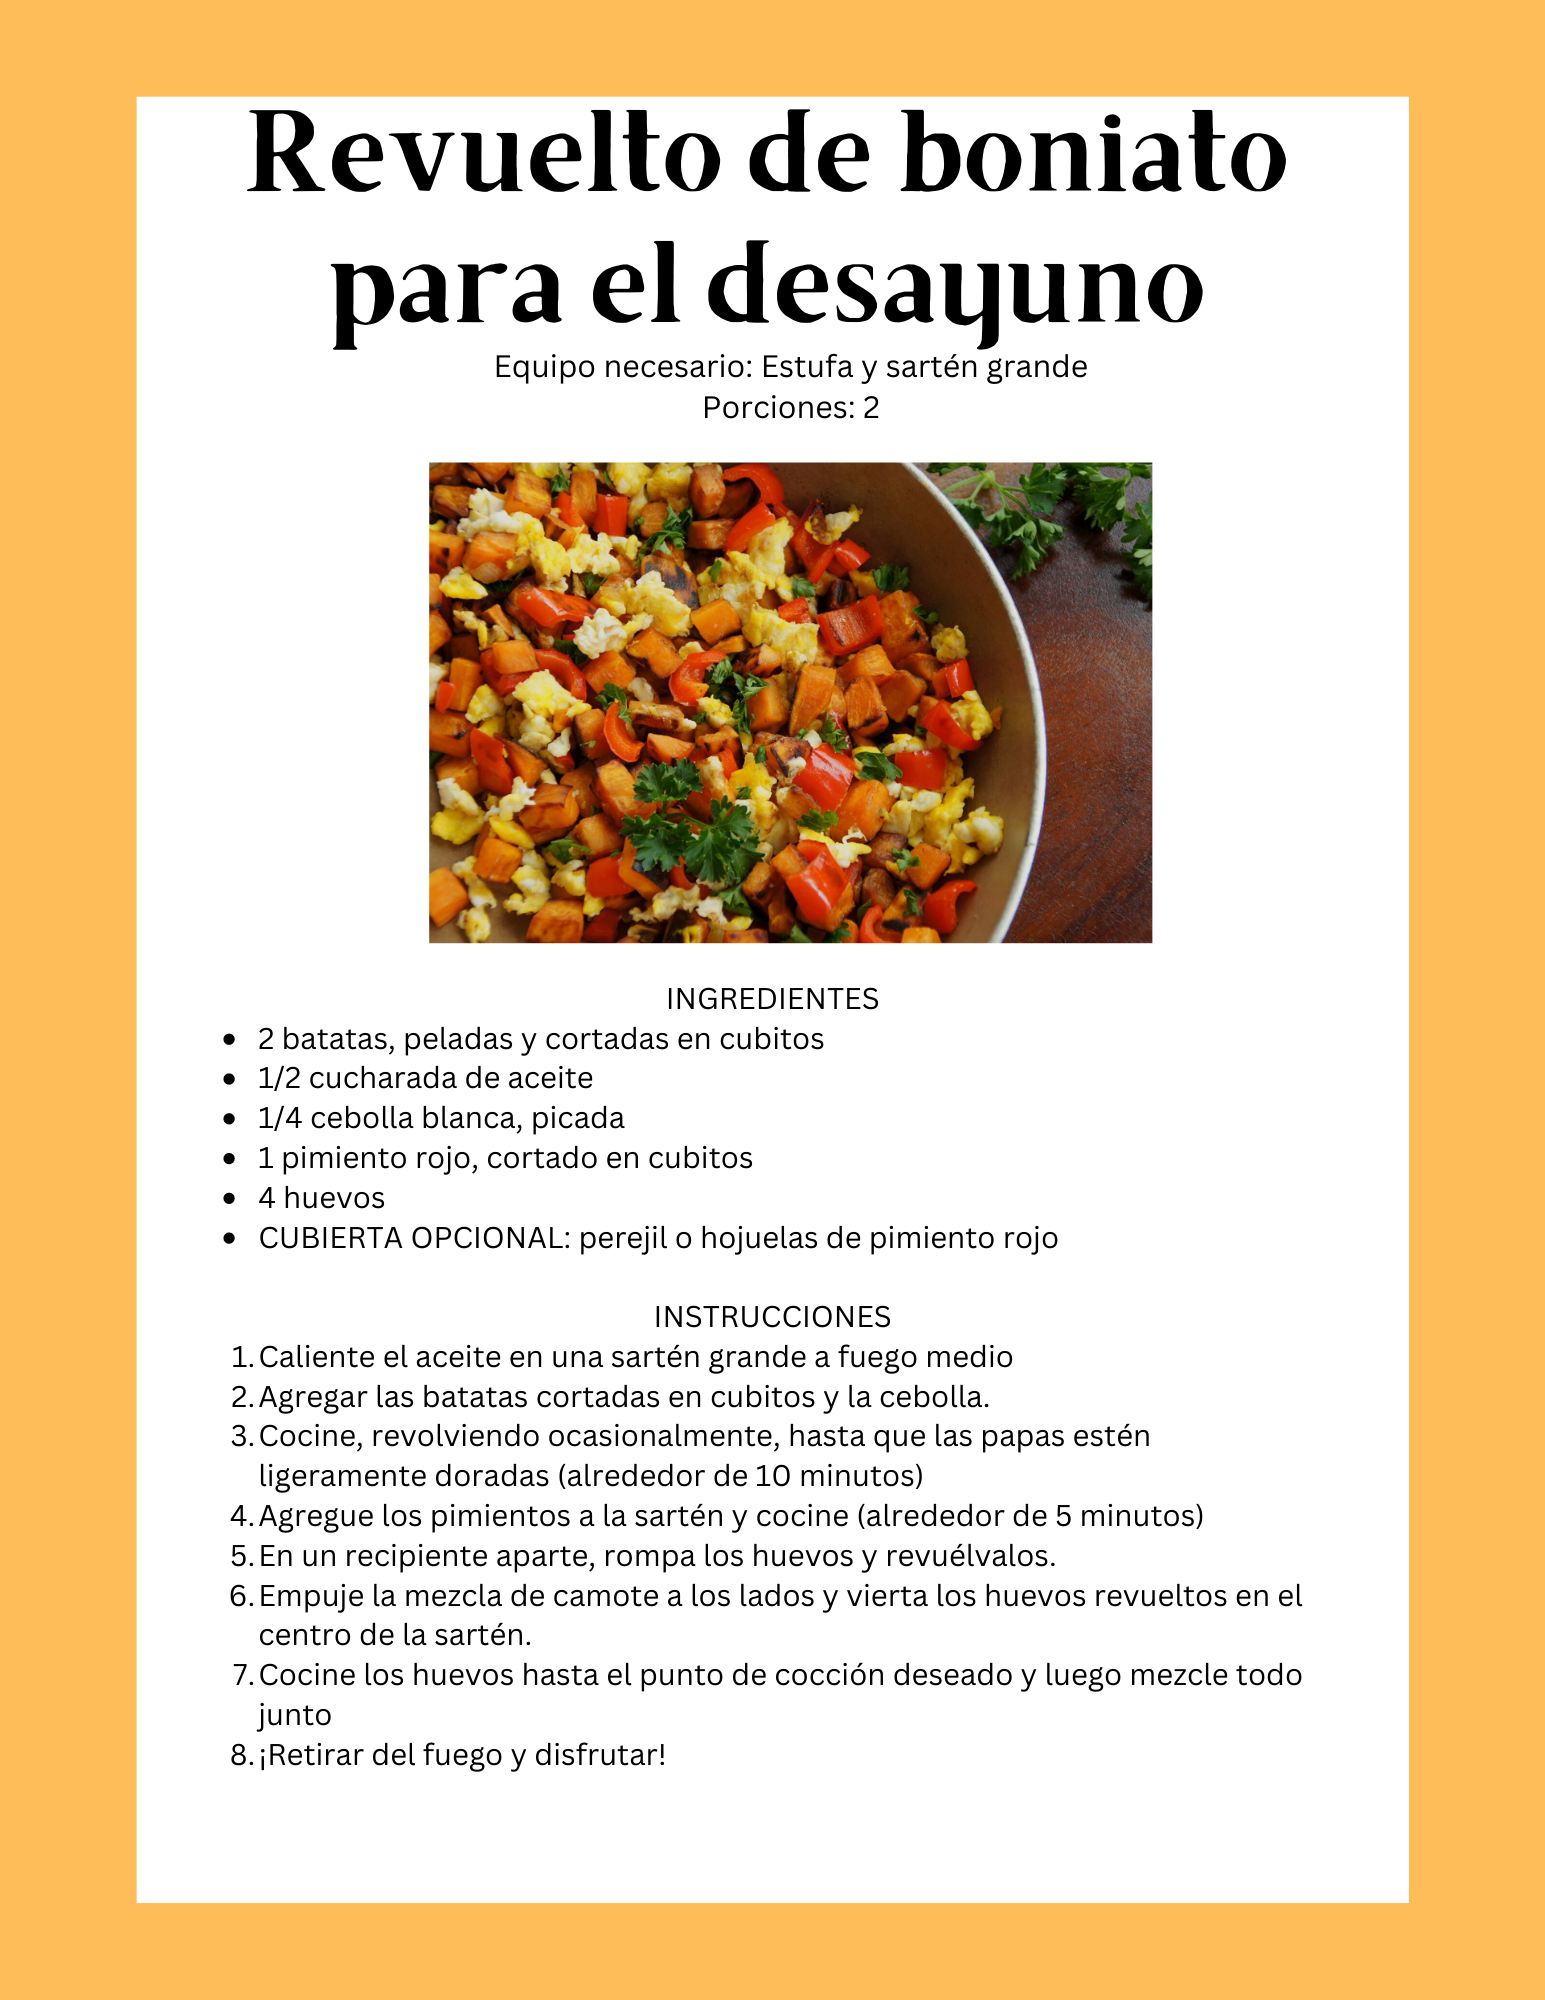 Revuelto de boniato
para el desayuno
Equipo necesario: Estufa y sartén grande
Porciones: 2
INGREDIENTES
• 2 batatas, peladas y cortadas en cubitos
• 1/2 cucharada de aceite
• 1/4 cebolla blanca, picada
• 1 pimiento rojo, cortado en cubitos
• 4 huevos
• CUBIERTA OPCIONAL: perejil o hojuelas de pimiento rojo
INSTRUCCIONES
1. Caliente el aceite en una sartén grande a fuego medio
2. Agregar las batatas cortadas en cubitos y la cebolla.
3. Cocine, revolviendo ocasionalmente, hasta que las papas estén
ligeramente doradas (alrededor de 10 minutos)
4. Agregue los pimientos a la sartén y cocine (alrededor de 5 minutos)
5. En un recipiente aparte, rompa los huevos y revuélvalos.
6. Empuje la mezcla de camote a los lados y vierta los huevos revueltos en el
centro de la sartén.
7. Cocine los huevos hasta el punto de cocción deseado y luego mezcle todo
junto
8. ¡Retirar del fuego y disfrutar!